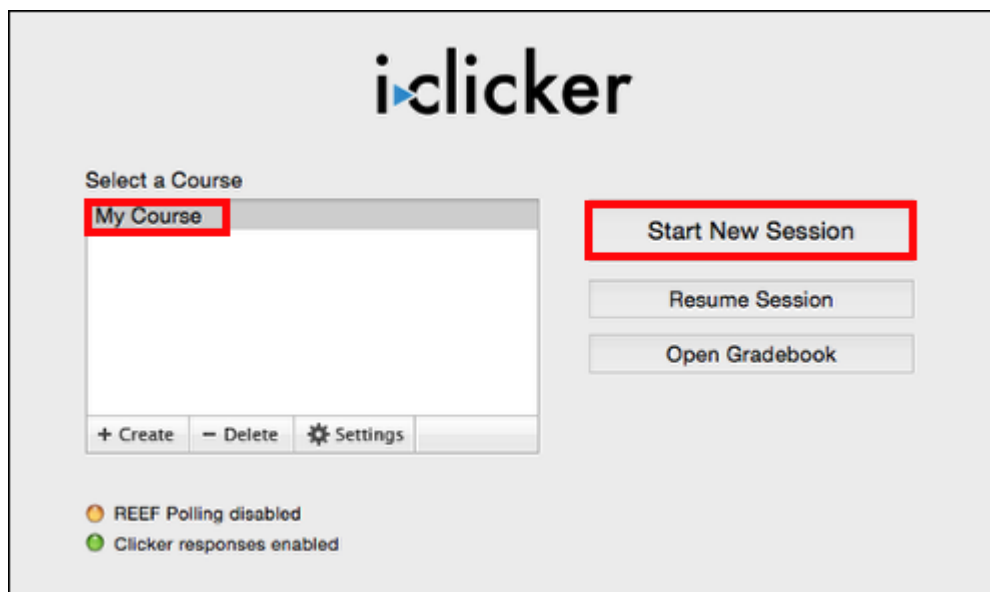 i clicker
Select a Course
My Course
Start New Session
Resume Session
Open Gradebook
+ Create
− Delete
Settings
REEF Polling disabled
Clicker responses enabled